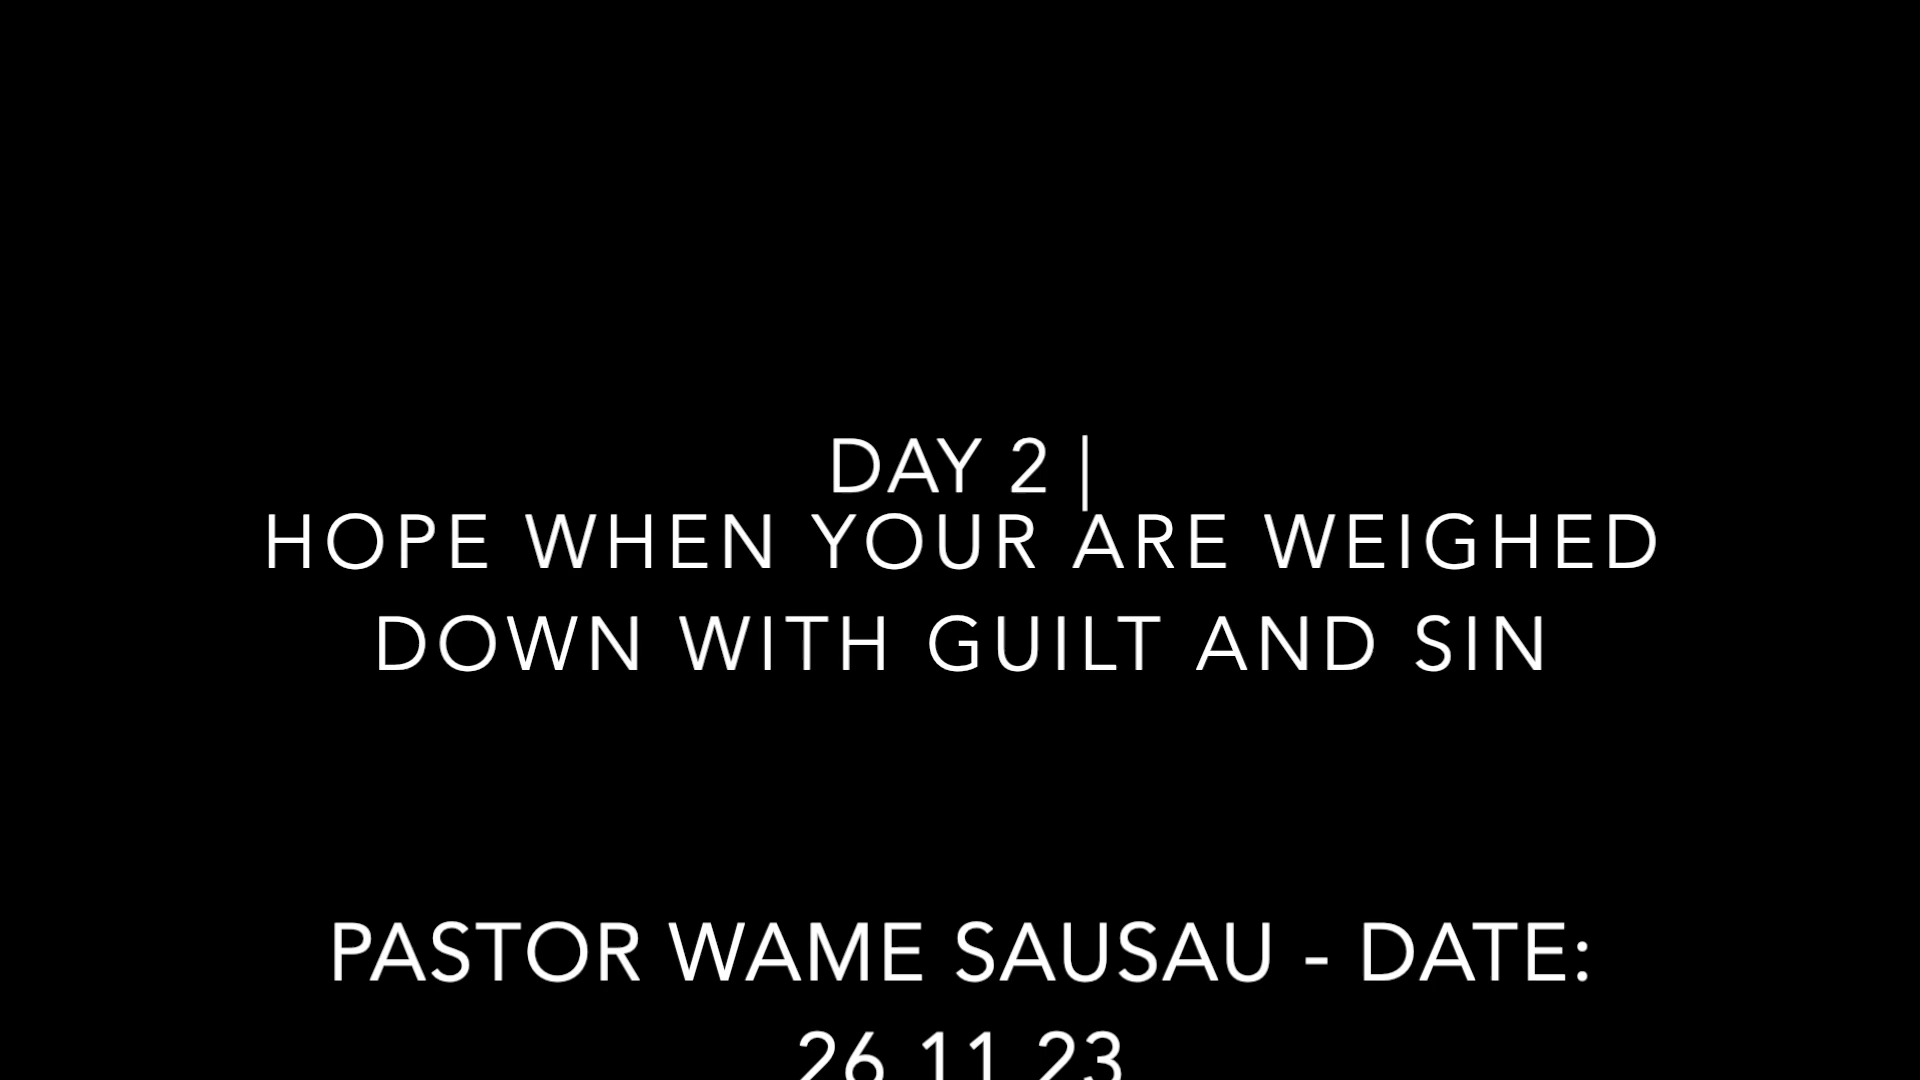 DAY 2 |
HOPE WHEN YOUR ARE WEIGHED
DOWN WITH GUILT AND SIN
PASTOR WAME SAUSAU - DATE:
26.11.23